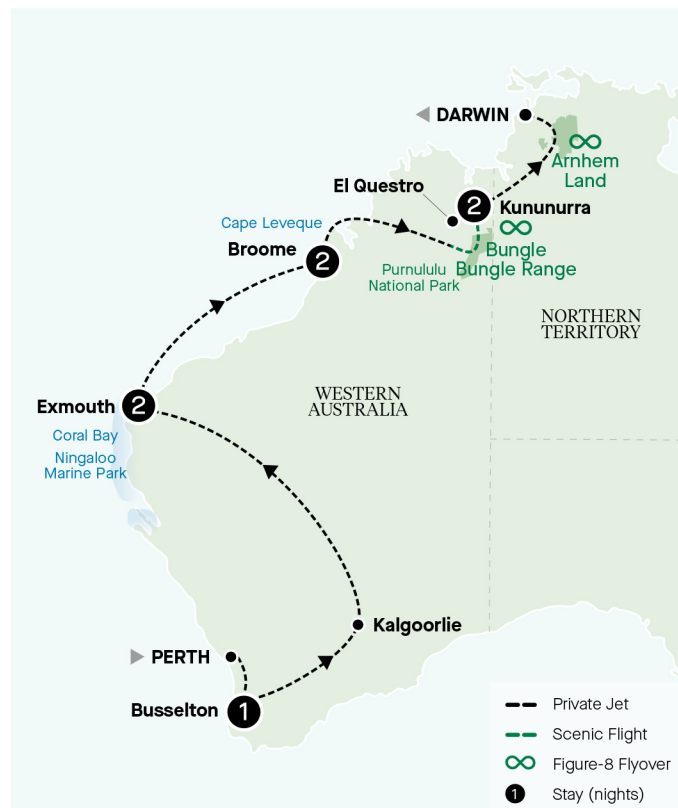 DARWIN
Arnhem
Land
El Questro
2
Kununurra
Cape Leveque
Broome
2
Bungle
Bungle Range
Purnululu
National Park
NORTHERN
TERRITORY
WESTERN
AUSTRALIA
Exmouth
2
Coral Bay
Ningaloo
Marine Park
Kalgoorlie
PERTH
Busselton
1
Private Jet
Scenic Flight
Figure-8 Flyover
1
Stay (nights)